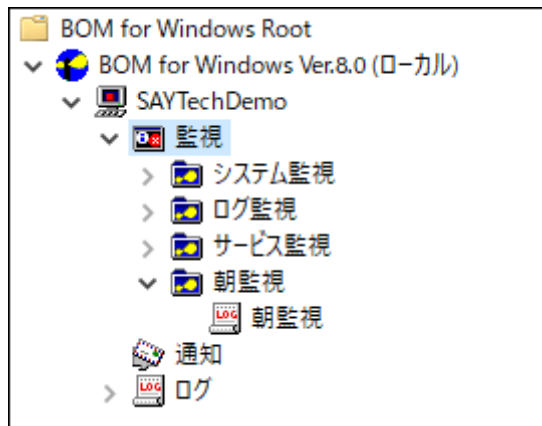 BOM for Windows Root
BOM for Windows Ver.8.0 (ローカル)
SAYTechDemo
監視
システム監視
ログ監視
サービス監視
朝監視
LOG 朝監視
通知
LOG ログ